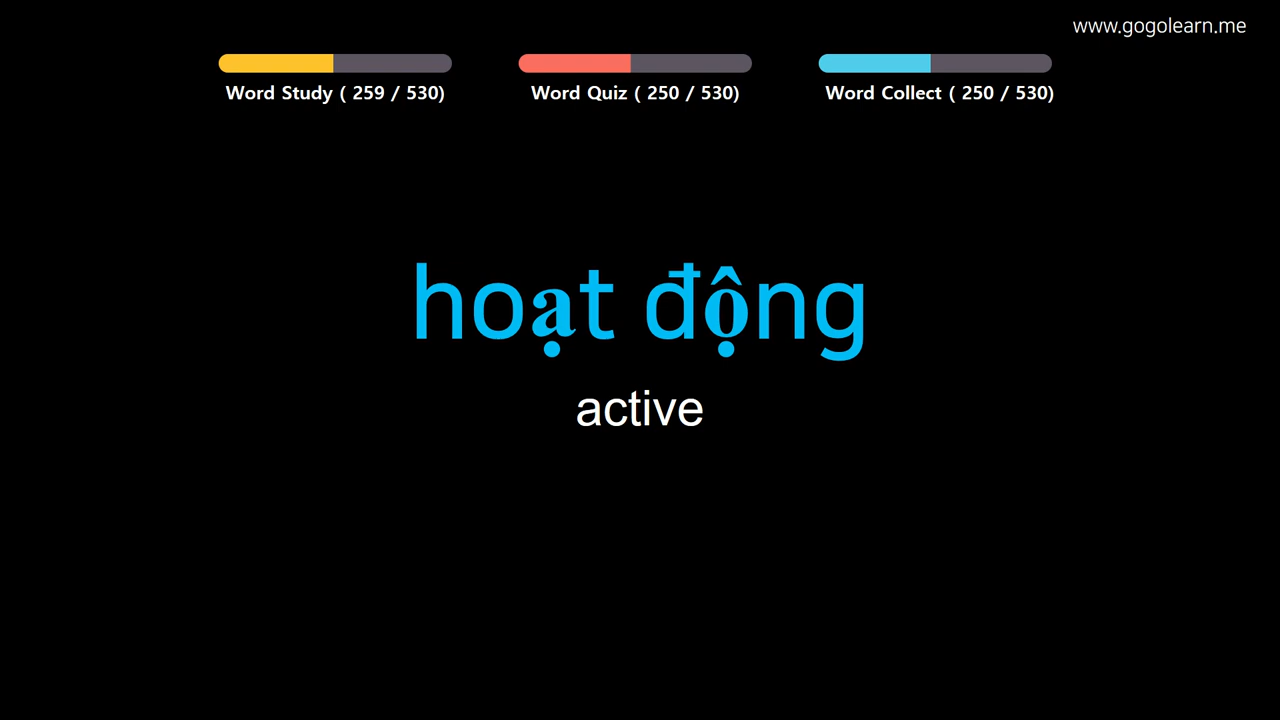 www.gogolearn.me
Word Study ( 259 / 530)
Word Quiz ( 250 / 530)
Word Collect ( 250 / 530)
hoạt động
active